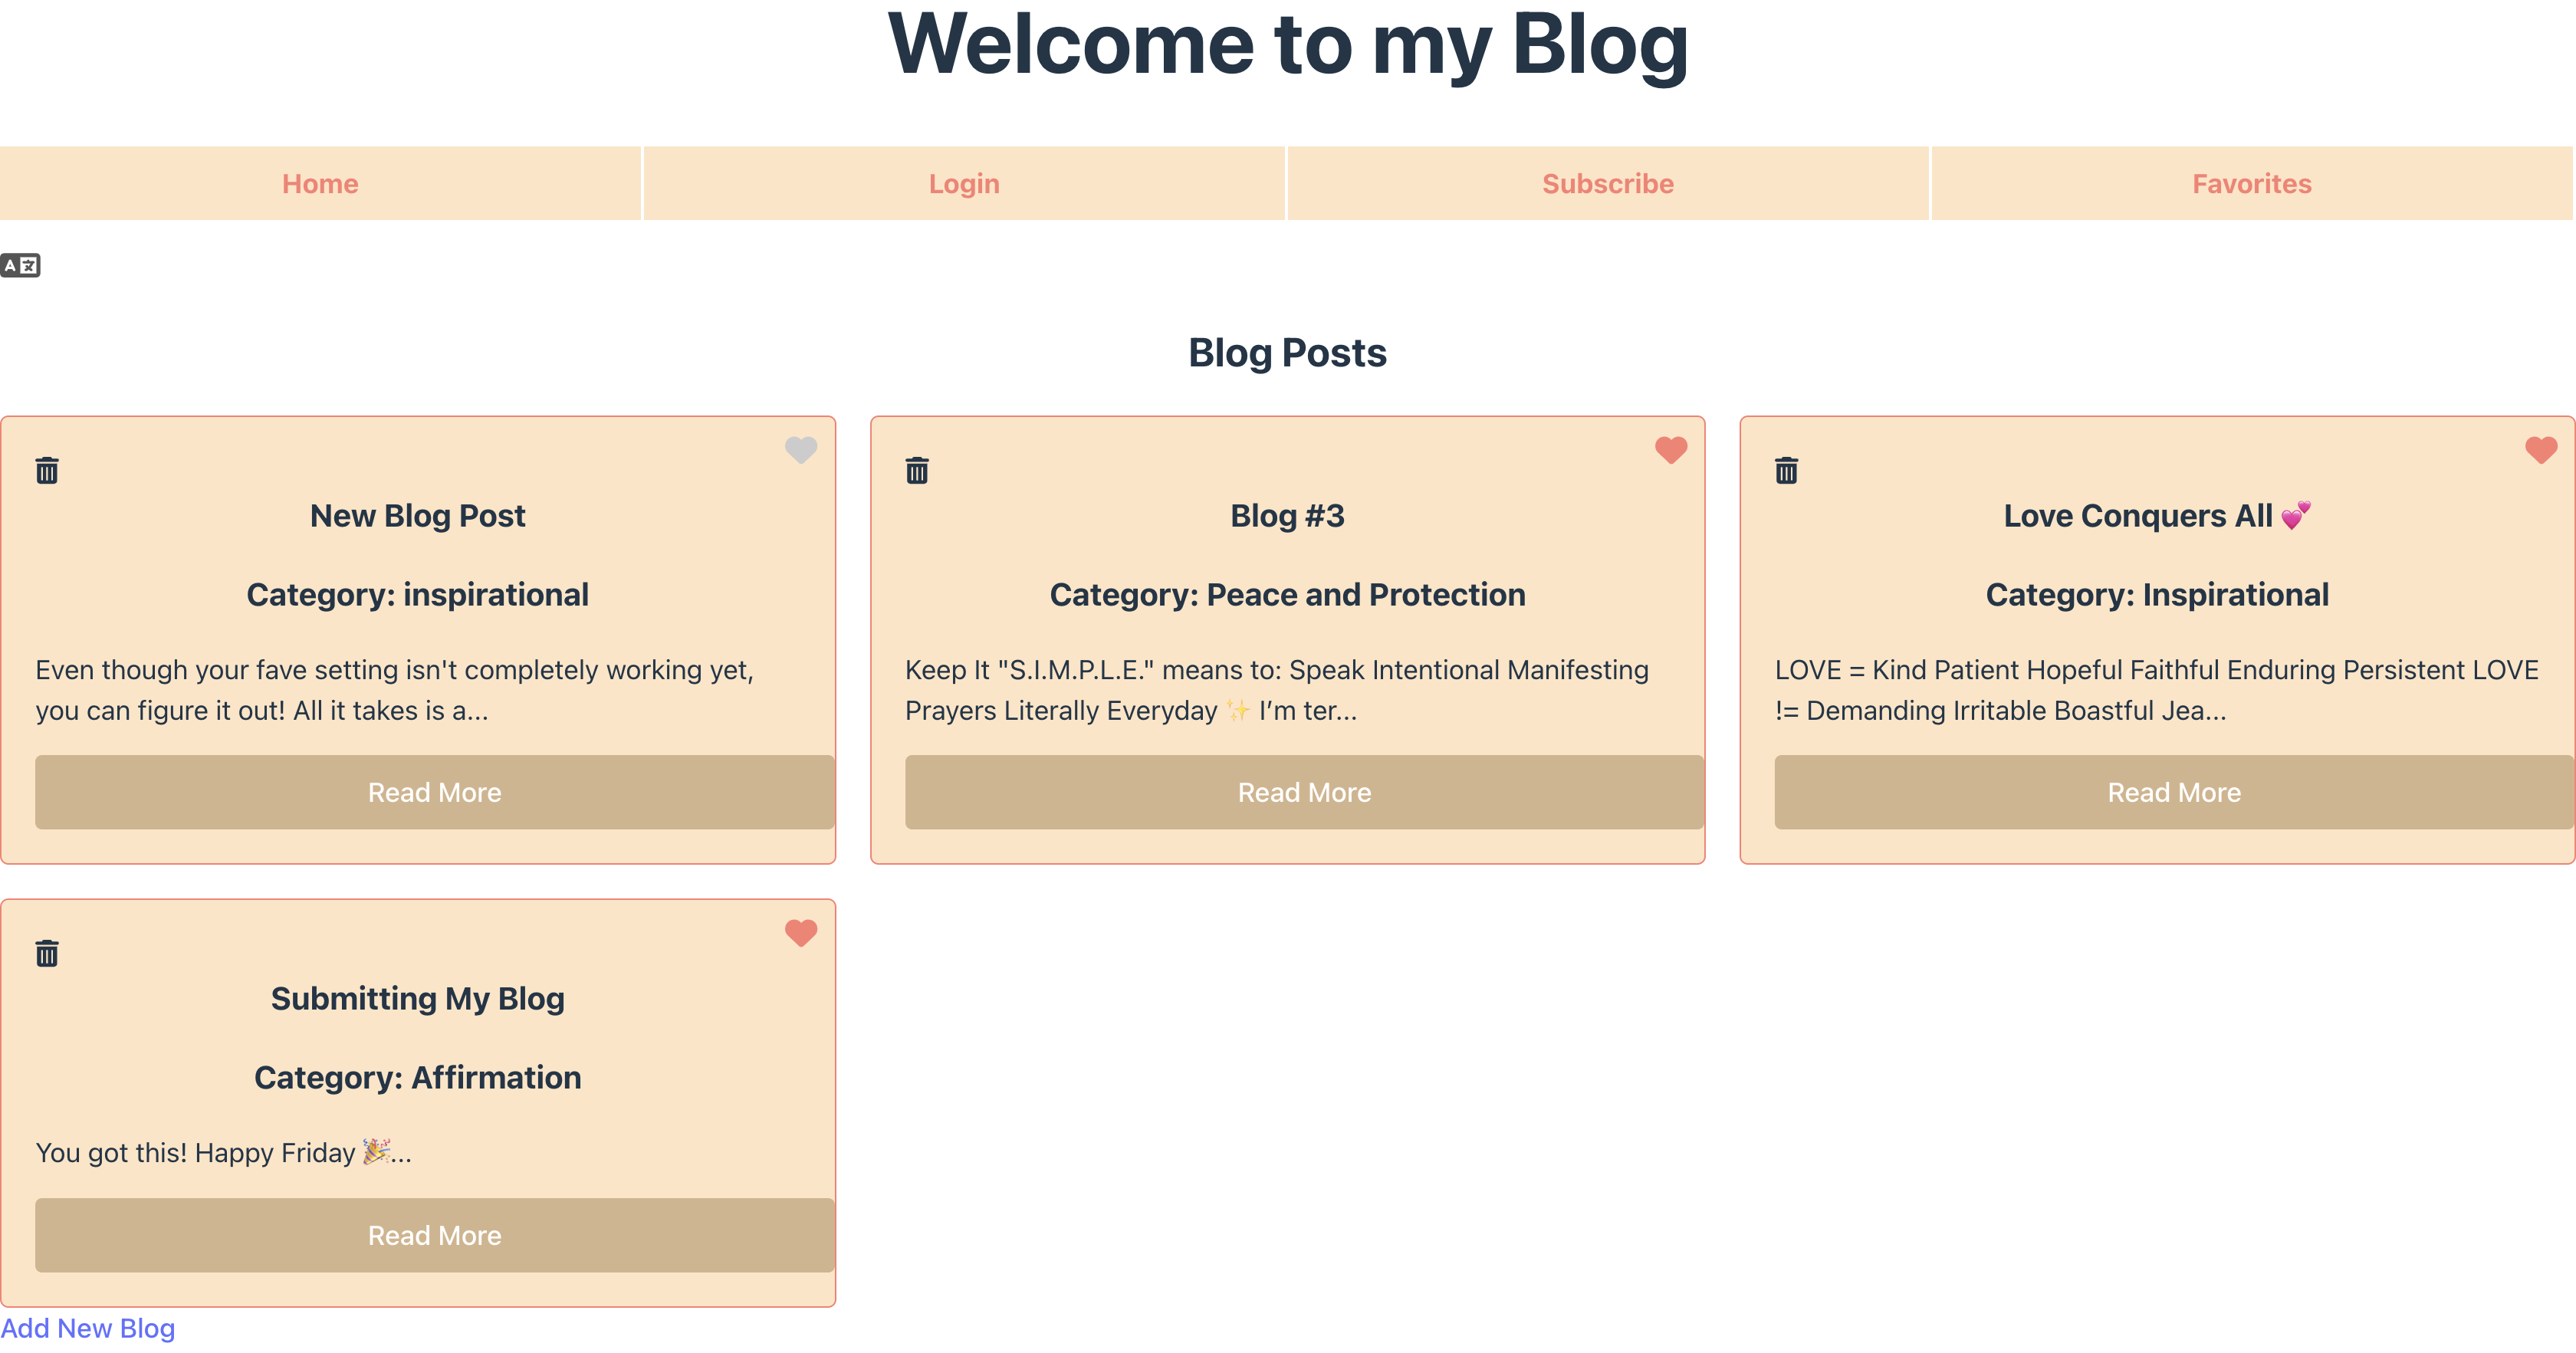 Welcome to my Blog
Home
Login
Subscribe
Favorites
A 文
Blog Posts
New Blog Post
Category: inspirational
Even though your fave setting isn't completely working yet,
you can figure it out! All it takes is a...
Read More
Blog #3
Category: Peace and Protection
Keep It "S.I.M.P.L.E." means to: Speak Intentional Manifesting
Prayers Literally Everyday ✨ I’m ter...
Read More
Love Conquers All 💕
Category: Inspirational
LOVE = Kind Patient Hopeful Faithful Enduring Persistent LOVE
!= Demanding Irritable Boastful Jea...
Read More
Submitting My Blog
Category: Affirmation
You got this! Happy Friday 🎉...
Read More
Add New Blog